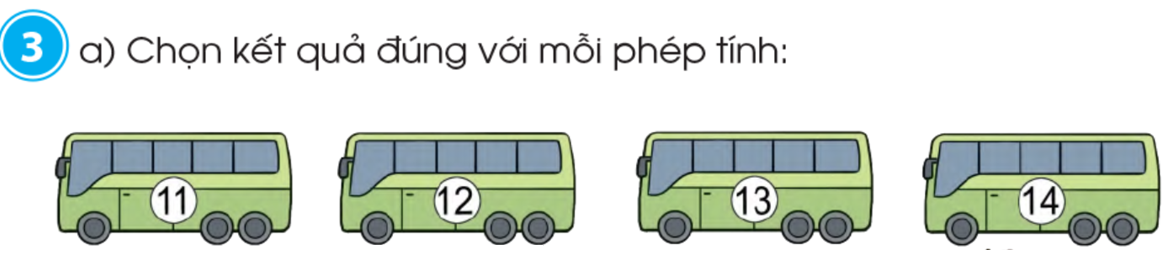 3 a) Chọn kết quả đúng với mỗi phép tính:
11 12 13 14